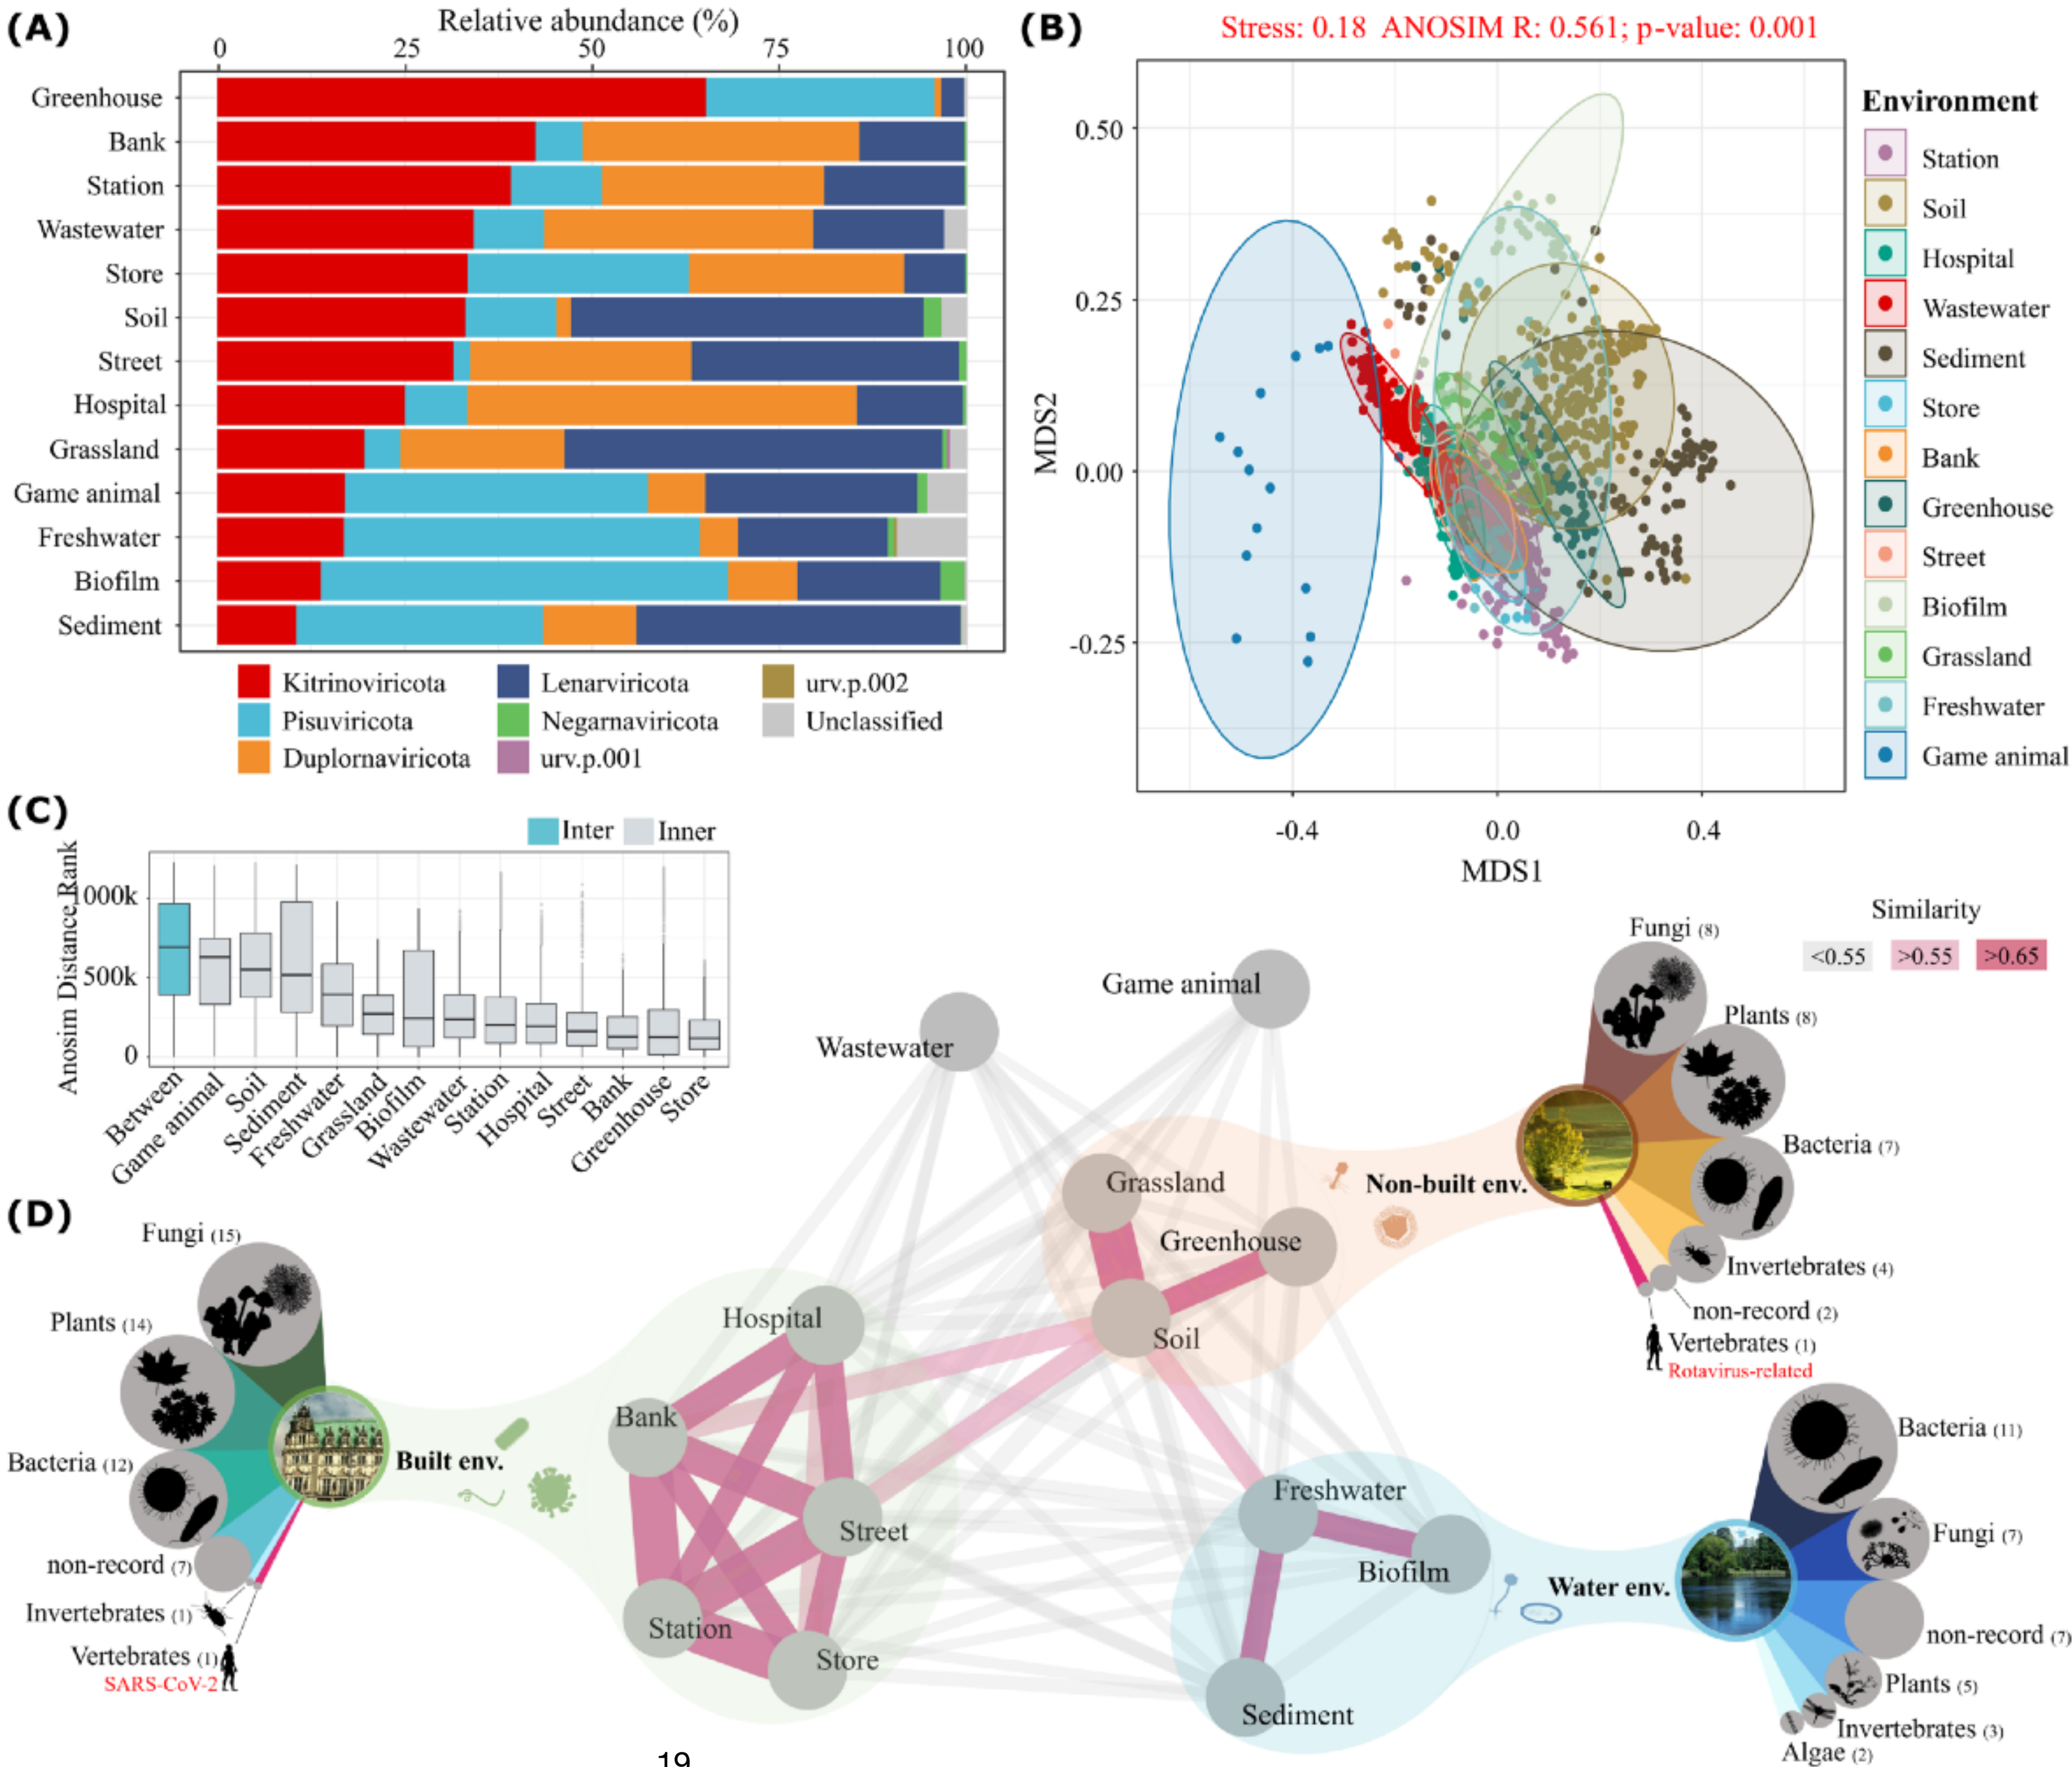 (A)
Relative abundance (%)
0 25 50 75 100
Greenhouse
Bank
Station
Wastewater
Store
Soil
Street
Hospital
Grassland
Game animal
Freshwater
Biofilm
Sediment
Kitrinoviricota
Pisuviricota
Duplornaviricota
Lenarviricota
Negarnaviricota
urv.p.001
urv.p.002
Unclassified
(B)
Stress: 0.18 ANOSIM R: 0.561; p-value: 0.001
MDS2
0.50
0.25
0.00
-0.25
-0.4 0.0 0.4
MDS1
Environment
Station
Soil
Hospital
Wastewater
Sediment
Store
Bank
Greenhouse
Street
Biofilm
Grassland
Freshwater
Game animal
(C)
Inter Inner
Anosim Distance Rank
1000k
500k
0
Between
Game animal
Soil
Sediment
Freshwater
Grassland
Biofilm
Wastewater
Station
Hospital
Street
Bank
Greenhouse
Store
(D)
Similarity
<0.55 >0.55 >0.65
Wastewater
Game animal
Grassland
Greenhouse
Soil
Non-built env.
Fungi (8)
Plants (8)
Bacteria (7)
Invertebrates (4)
non-record (2)
Vertebrates (1)
Rotavirus-related
Fungi (15)
Plants (14)
Bacteria (12)
non-record (7)
Invertebrates (1)
Vertebrates (1)
SARS-CoV-2
Built env.
Hospital
Bank
Street
Station
Store
Freshwater
Biofilm
Sediment
Water env.
Bacteria (11)
Fungi (7)
non-record (7)
Plants (5)
Invertebrates (3)
Algae (2)
19